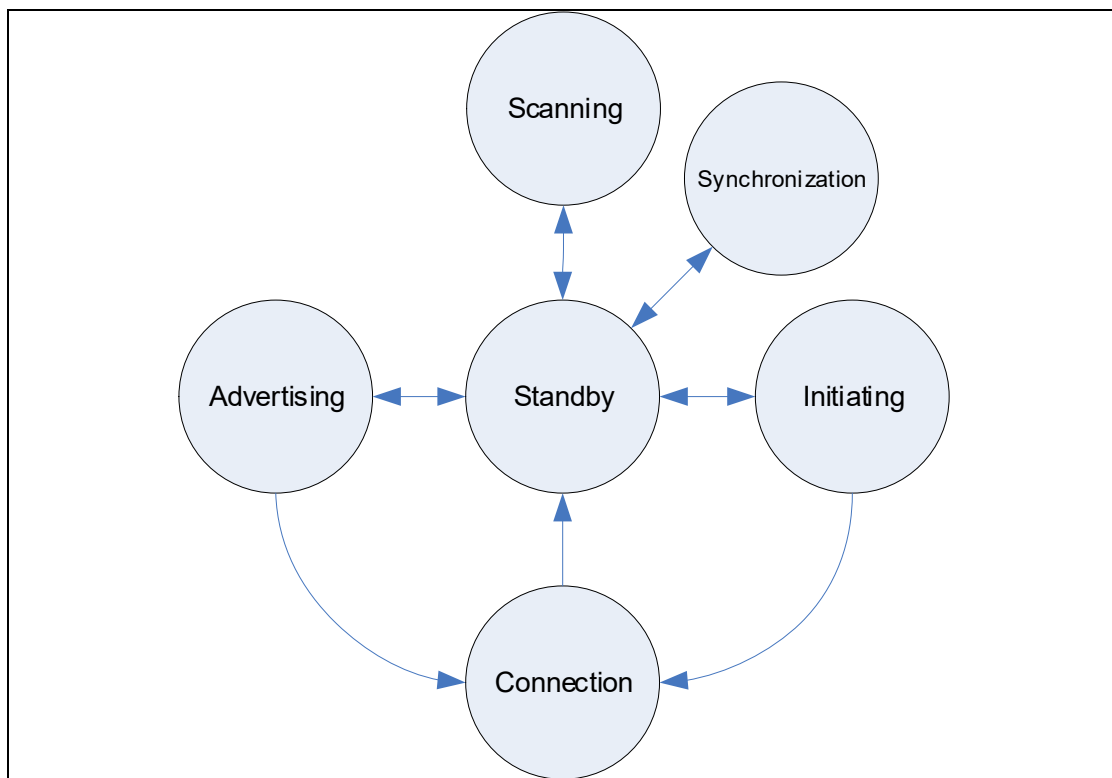 Scanning
Synchronization
Advertising
Standby
Initiating
Connection